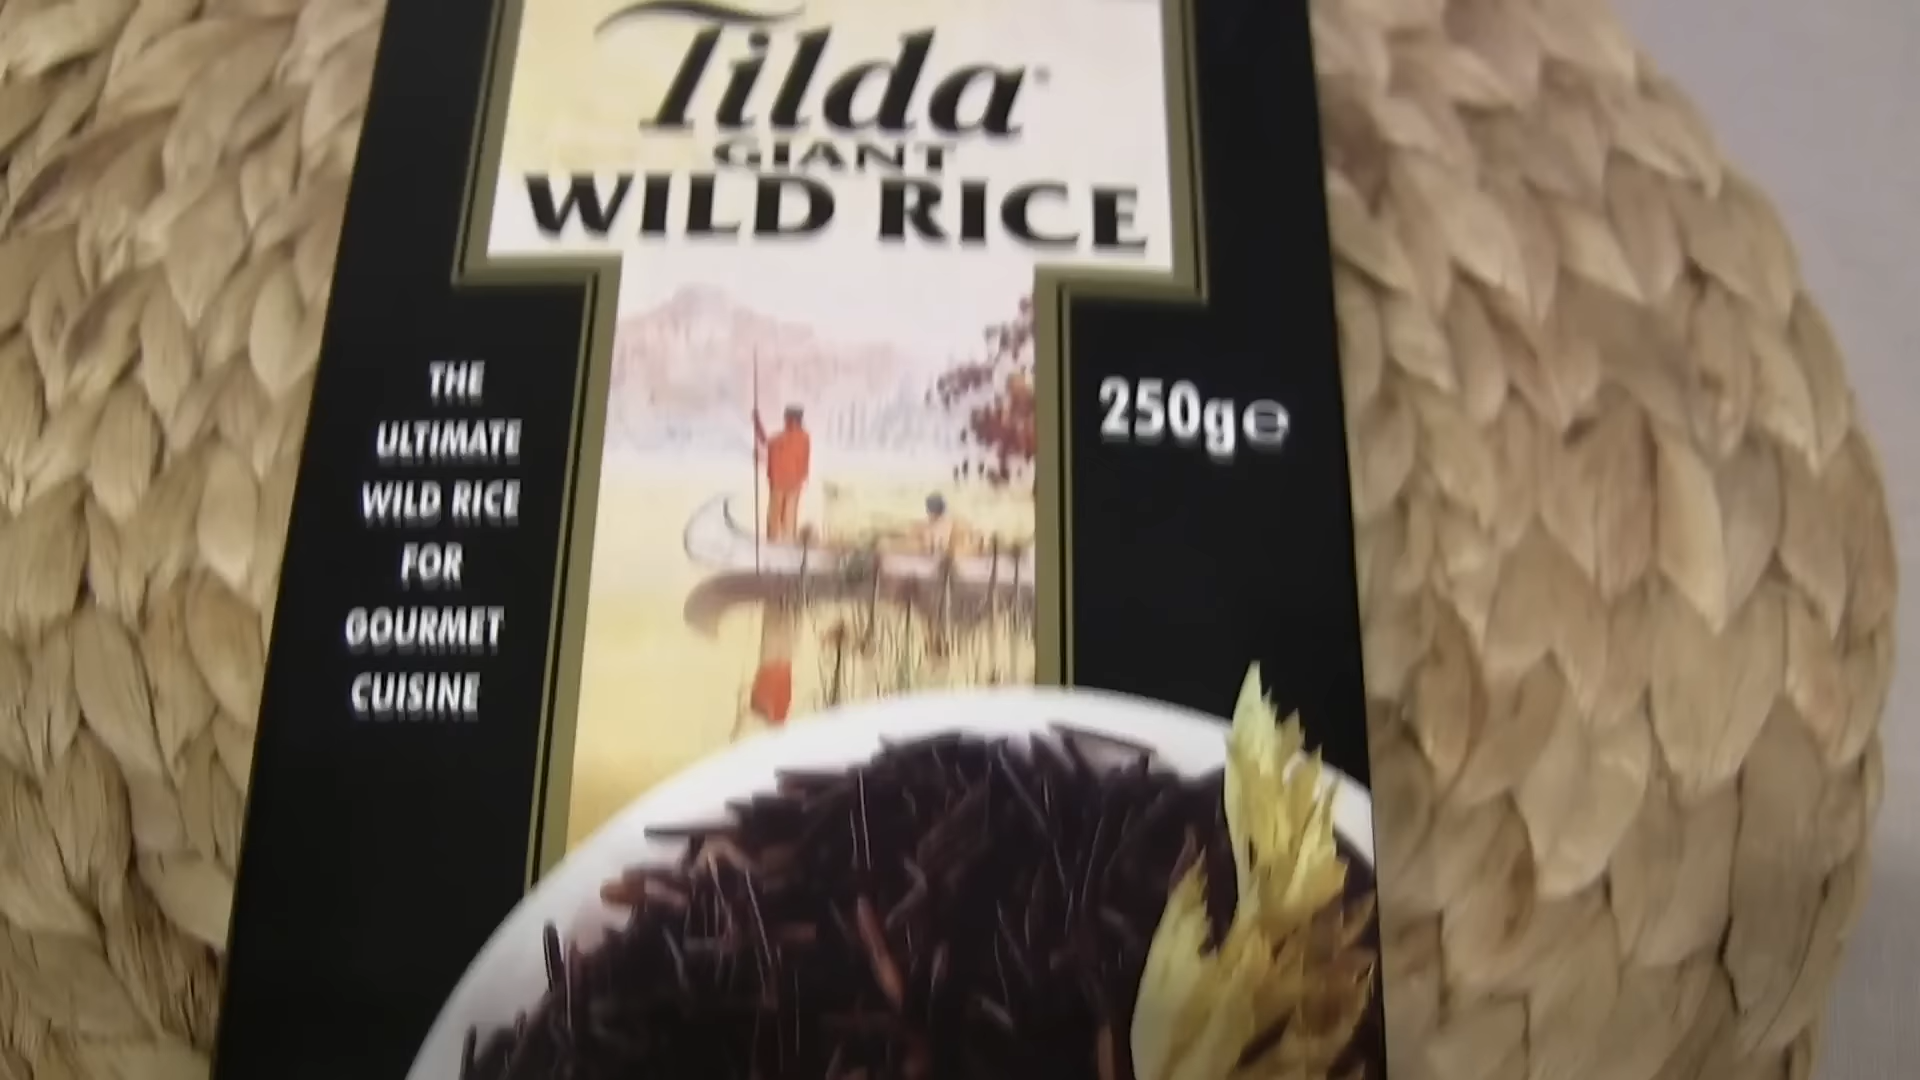 Tilda
GIANT
WILD RICE
THE
ULTIMATE
WILD RICE
FOR
GOURMET
CUISINE
250g℮